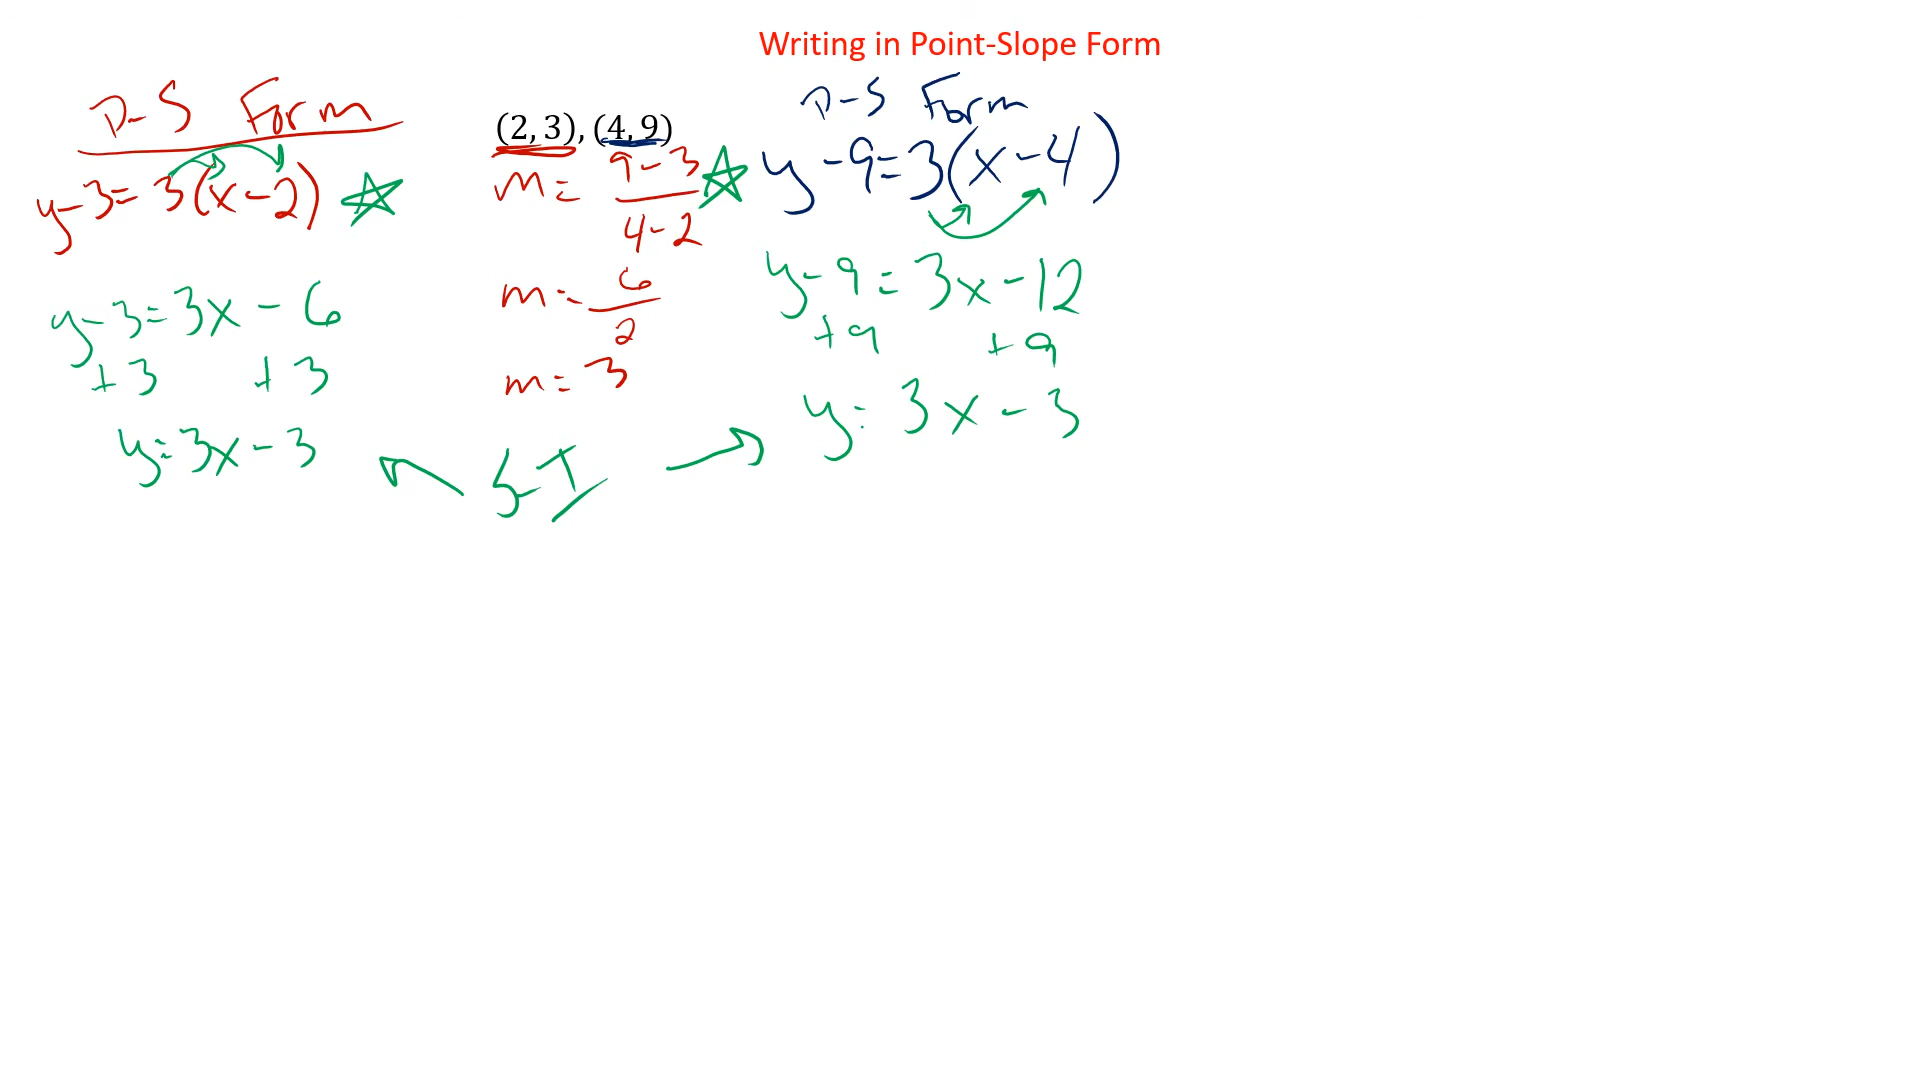 Writing in Point-Slope Form
P-S Form
y-3=3(x-2)
y-3=3x-6
+3 +3
y=3x-3
(2,3),(4,9)
m= 9-3
4-2
m= 6
2
m=3
S-I
P-S Form
y-9=3(x-4)
y-9=3x-12
+9 +9
y=3x-3